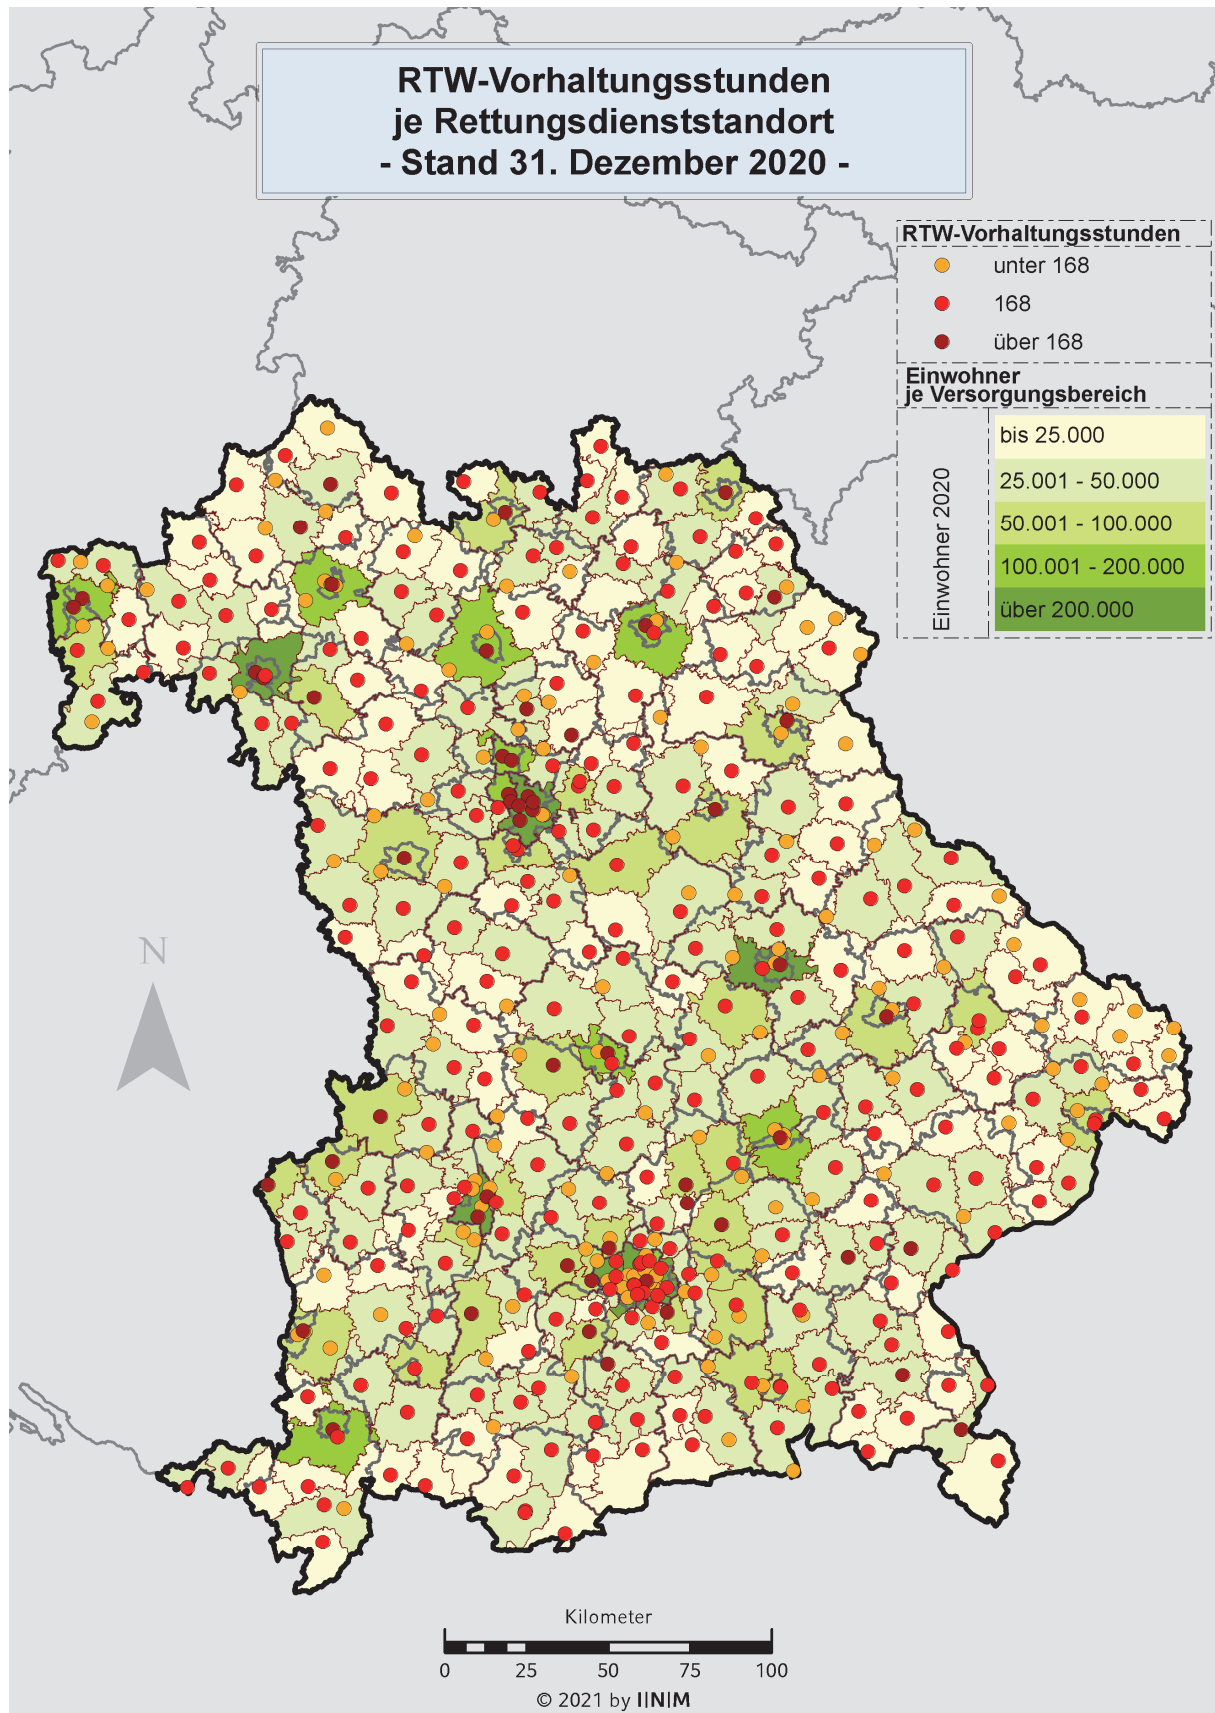 RTW-Vorhaltungsstunden
je Rettungsdienststandort
- Stand 31. Dezember 2020 -
RTW-Vorhaltungsstunden
unter 168
168
über 168
Einwohner
je Versorgungsbereich
Einwohner 2020
bis 25.000
25.001 - 50.000
50.001 - 100.000
100.001 - 200.000
über 200.000
N
Kilometer
0 25 50 75 100
© 2021 by I|N|M